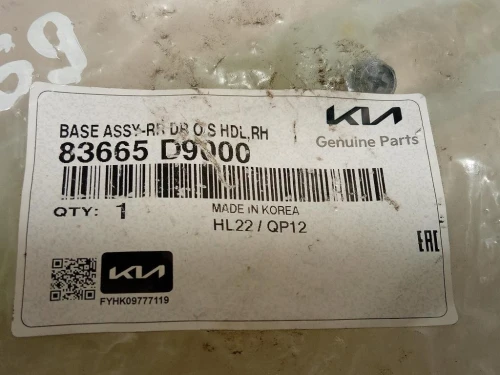 69
BASE ASSY-RR DR O/S HDL,RH
83665 D9000
KIA
Genuine Parts
QTY: 1
MADE IN KOREA
HL22 / QP12
EAC
KIA
FYHK09777119